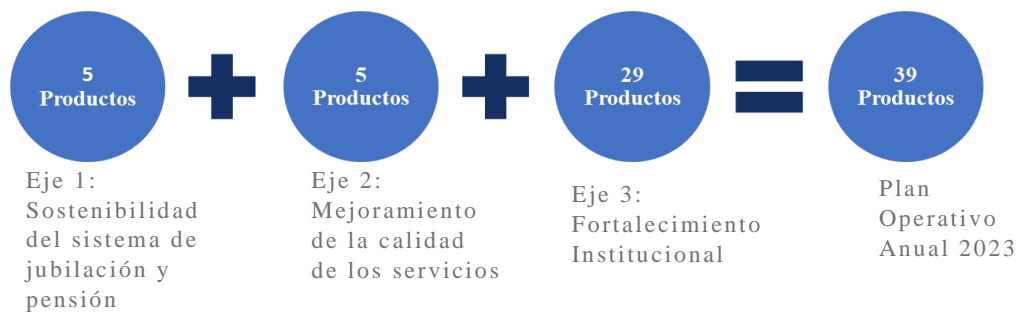 5
Productos
5
Productos
29
Productos
39
Productos
Eje 1:
Sostenibilidad
del sistema de
jubilación y
pensión
Eje 2:
Mejoramiento
de la calidad
de los servicios
Eje 3:
Fortalecimiento
Institucional
Plan
Operativo
Anual 2023